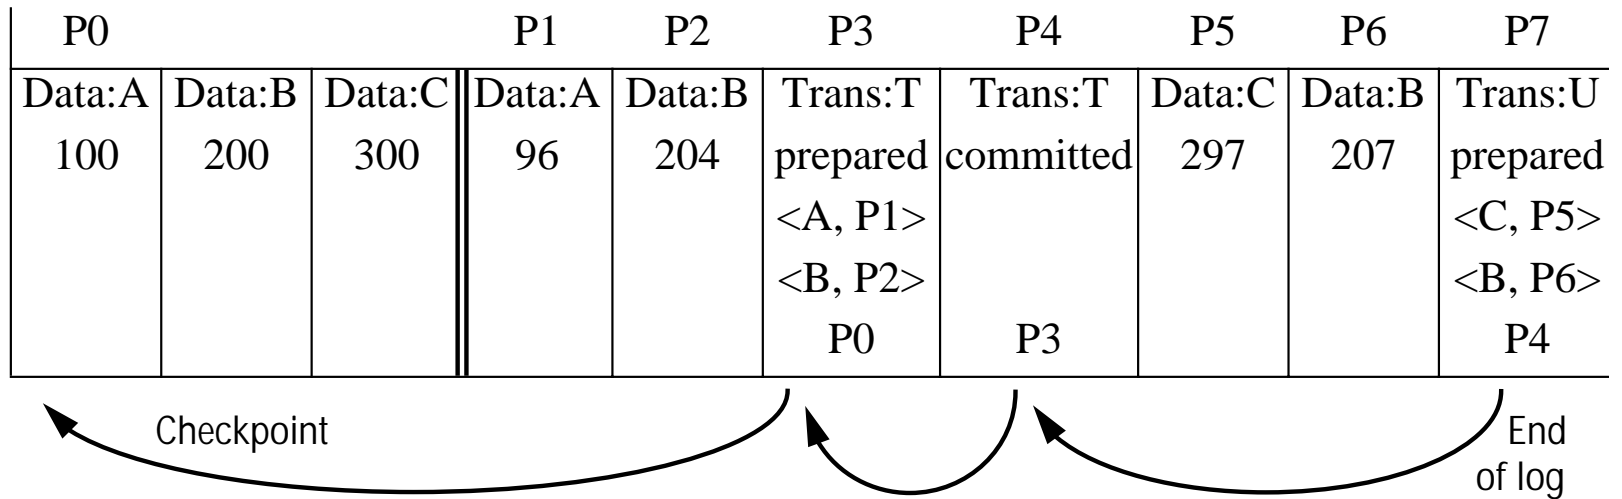 P0 P1 P2 P3 P4 P5 P6 P7
Data:A Data:B Data:C Data:A Data:B Trans:T Trans:T Data:C Data:B Trans:U
100 200 300 96 204 prepared committed 297 207 prepared
<A, P1> <C, P5>
<B, P2> <B, P6>
P0 P3 P4
Checkpoint End
of log